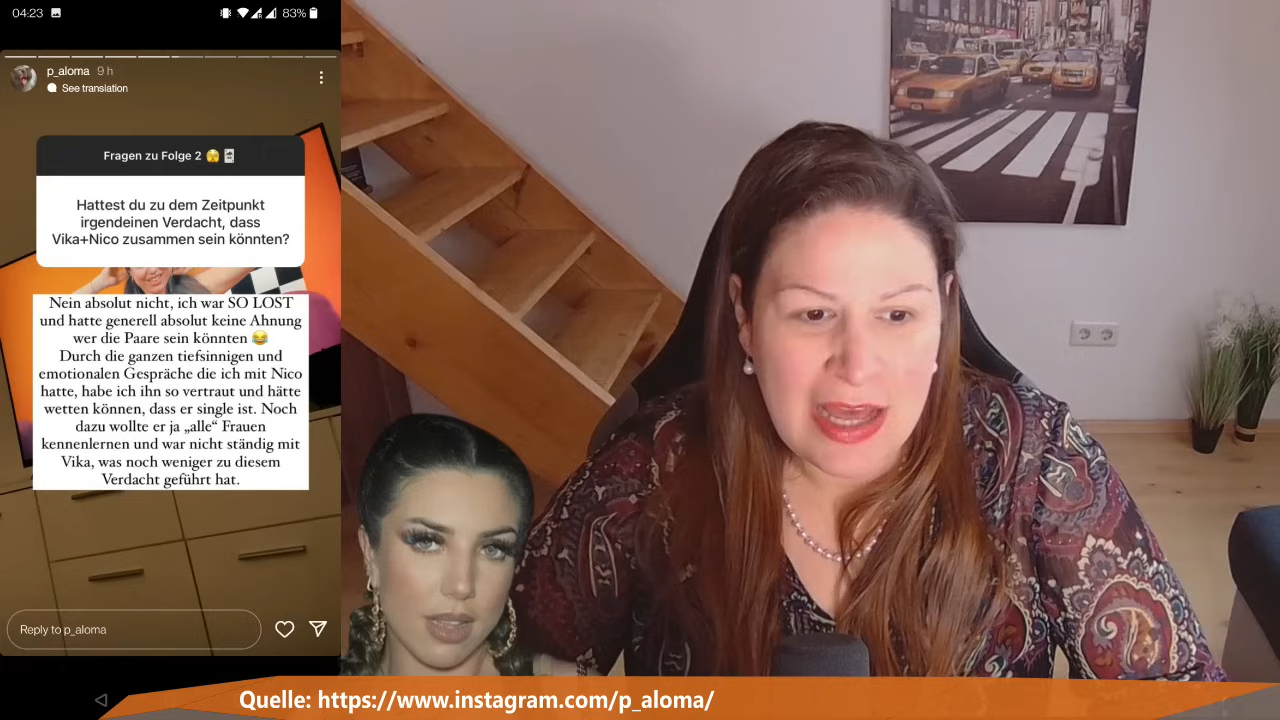 04:23
83%
p_aloma 9 h
See translation
Fragen zu Folge 2
Hattest du zu dem Zeitpunkt
irgendeinen Verdacht, dass
Vika+Nico zusammen sein könnten?
Nein absolut nicht, ich war SO LOST
und hatte generell absolut keine Ahnung
wer die Paare sein könnten 😂
Durch die ganzen tiefsinnigen und
emotionalen Gespräche die ich mit Nico
hatte, habe ich ihn so vertraut und hätte
wetten können, dass er single ist. Noch
dazu wollte er ja „alle“ Frauen
kennenlernen und war nicht ständig mit
Vika, was noch weniger zu diesem
Verdacht geführt hat.
Reply to p_aloma
Quelle: https://www.instagram.com/p_aloma/